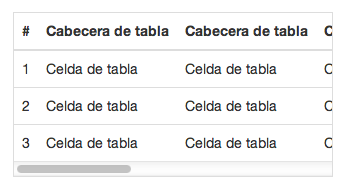 # Cabecera de tabla Cabecera de tabla C
1 Celda de tabla Celda de tabla C
2 Celda de tabla Celda de tabla C
3 Celda de tabla Celda de tabla C